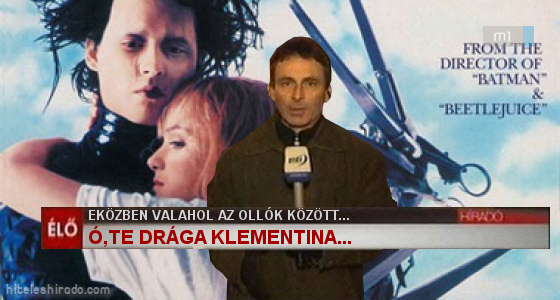 m1
FROM THE
DIRECTOR OF
"BATMAN"
&
"BEETLEJUICE"
mtv
EKÖZBEN VALAHOL AZ OLLÓK KÖZÖTT...
HÍRADÓ
ÉLŐ
Ó,TE DRÁGA KLEMENTINA...
hiteleshirado.com